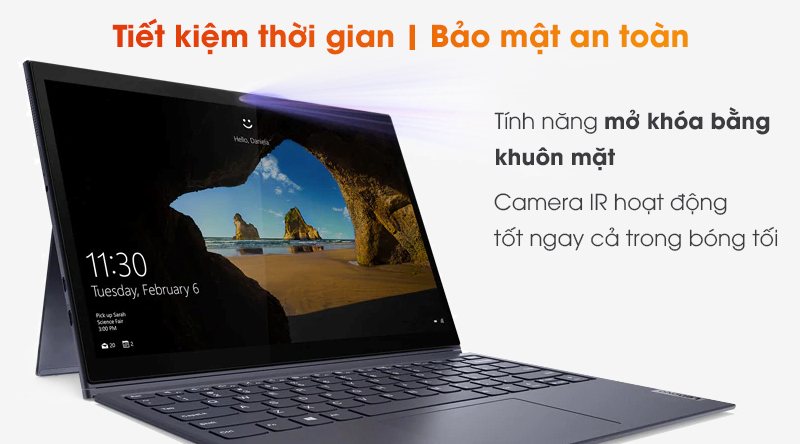 Tiết kiệm thời gian | Bảo mật an toàn
Tính năng mở khóa bằng
khuôn mặt
Camera IR hoạt động
tốt ngay cả trong bóng tối
Hello, Daniela
11:30
Tuesday, February 6
Pick up Sarah
Science Fair
3:00 PM
20
2